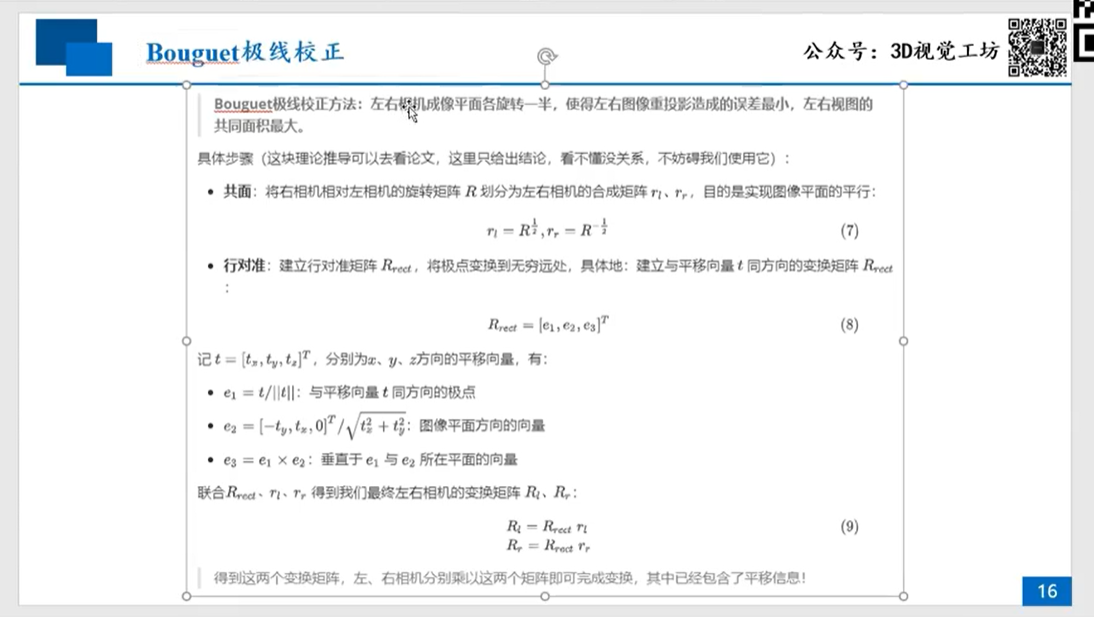 Bouguet极线校正
公众号：3D视觉工坊
Bouguet极线校正方法：左右相机成像平面各旋转一半，使得左右图像重投影造成的误差最小，左右视图的
共同面积最大。
具体步骤（这块理论推导可以去看论文，这里只给出结论，看不懂没关系，不妨碍我们使用它）：
• 共面：将右相机相对左相机的旋转矩阵 R 划分为左右相机的合成矩阵 r_l、r_r，目的是实现图像平面的平行：
r_l = R^{1/2}, r_r = R^{-1/2} (7)
• 行对准：建立行对准矩阵 R_{rect}，将极点变换到无穷远处，具体地：建立与平移向量 t 同方向的变换矩阵 R_{rect}
：
R_{rect} = [e_1, e_2, e_3]^T (8)
记 t = [t_x, t_y, t_z]^T，分别为x、y、z方向的平移向量，有：
• e_1 = t/||t||：与平移向量 t 同方向的极点
• e_2 = [-t_y, t_x, 0]^T/√(t_x^2 + t_y^2)：图像平面方向的向量
• e_3 = e_1 × e_2：垂直于 e_1 与 e_2 所在平面的向量
联合R_{rect}、r_l、r_r 得到我们最终左右相机的变换矩阵 R_l、R_r：
R_l = R_{rect} r_l (9)
R_r = R_{rect} r_r
得到这两个变换矩阵，左、右相机分别乘以这两个矩阵即可完成变换，其中已经包含了平移信息！
16